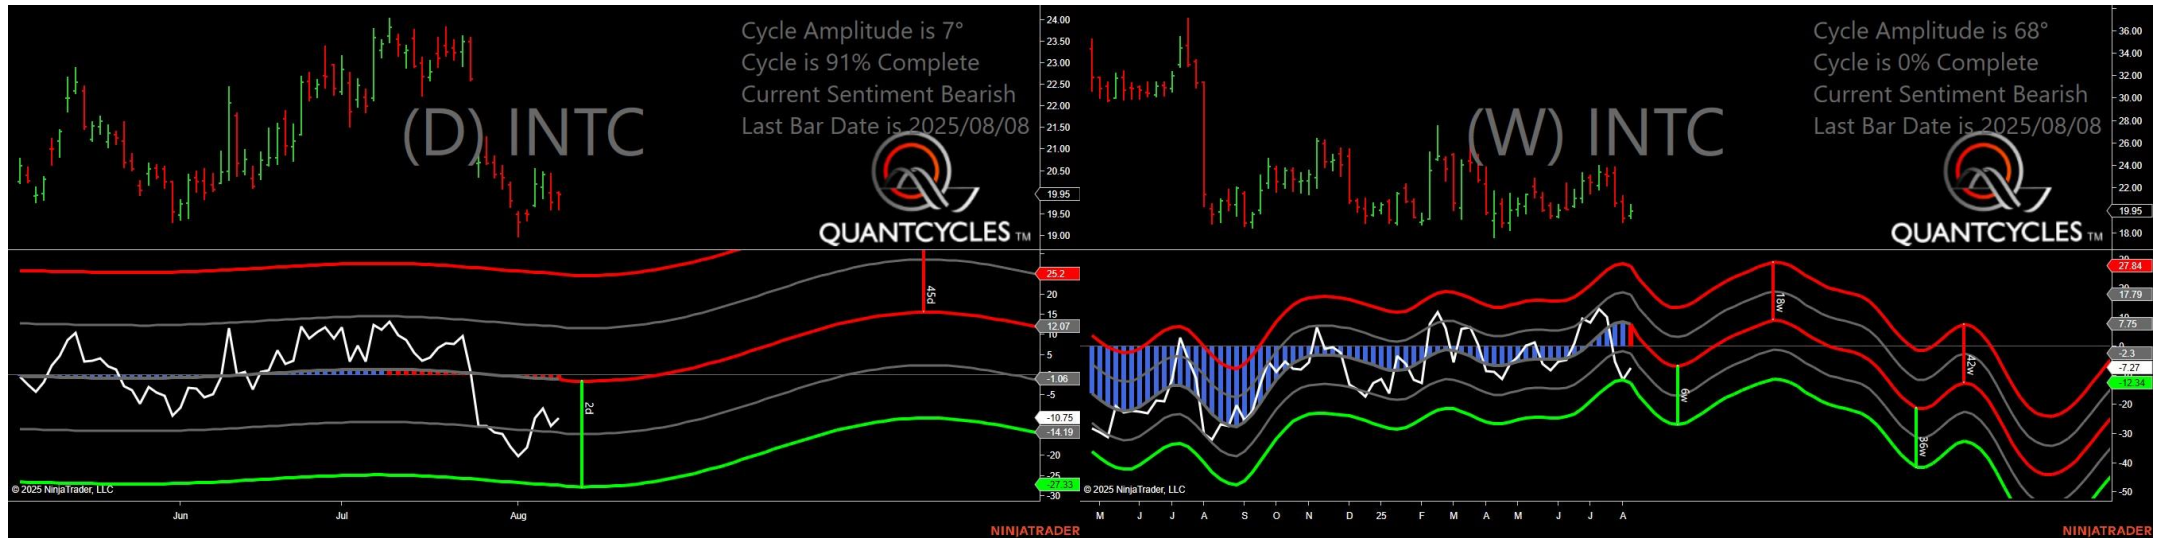 Cycle Amplitude is 7°
Cycle is 91% Complete
Current Sentiment Bearish
Last Bar Date is 2025/08/08
(D) INTC
QUANTCYCLES TM
24.00
23.50
23.00
22.50
22.00
21.50
21.00
20.50
19.95
19.50
19.00
25.2
20
15
12.07
10
5
-1.06
-5
-10.75
-14.19
-20
-25
-27.33
-30
45d
2d
© 2025 NinjaTrader, LLC
Jun
Jul
Aug
NINJATRADER
Cycle Amplitude is 68°
Cycle is 0% Complete
Current Sentiment Bearish
Last Bar Date is 2025/08/08
(W) INTC
QUANTCYCLES TM
36.00
34.00
32.00
30.00
28.00
26.00
24.00
22.00
19.95
18.00
27.84
17.79
7.75
0
-2.3
-7.27
-12.34
-20
-30
-40
-50
18w
6w
42w
36w
© 2025 NinjaTrader, LLC
M J J A S O N D 25 F M A M J J A
NINJATRADER